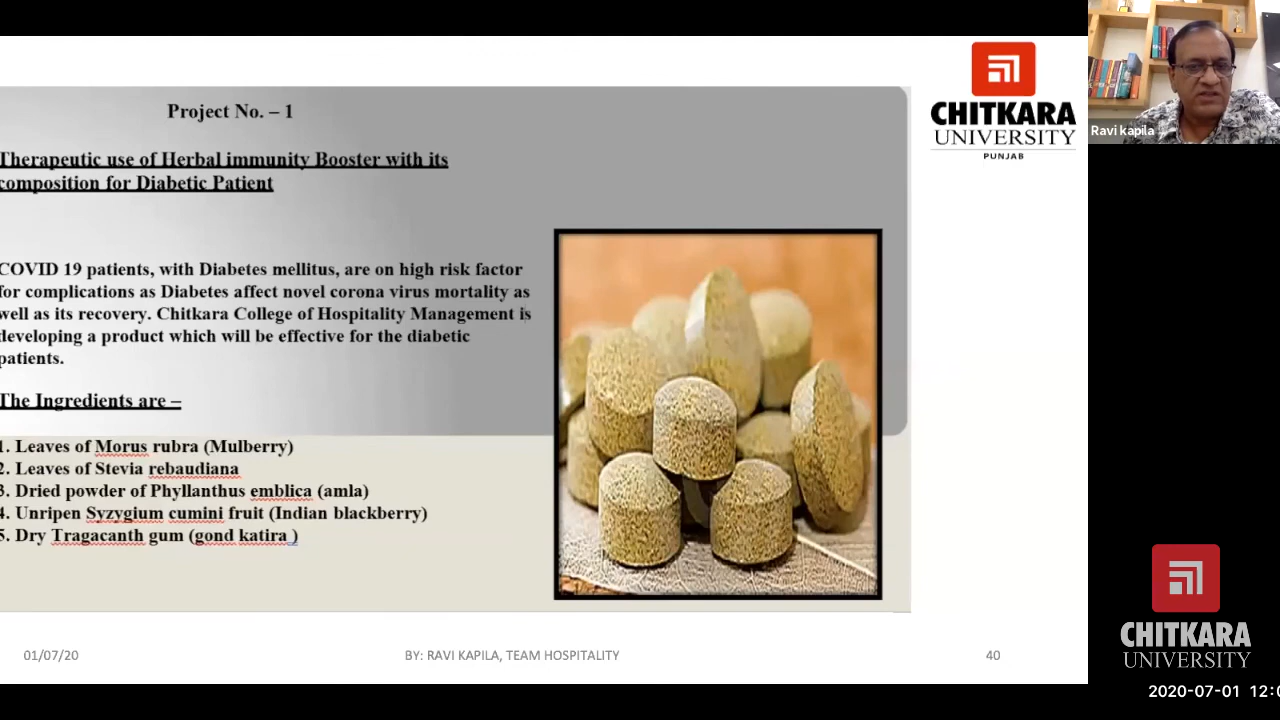 Project No. – 1
Therapeutic use of Herbal immunity Booster with its
composition for Diabetic Patient
COVID 19 patients, with Diabetes mellitus, are on high risk factor
for complications as Diabetes affect novel corona virus mortality as
well as its recovery. Chitkara College of Hospitality Management is
developing a product which will be effective for the diabetic
patients.
The Ingredients are –
1. Leaves of Morus rubra (Mulberry)
2. Leaves of Stevia rebaudiana
3. Dried powder of Phyllanthus emblica (amla)
4. Unripen Syzygium cumini fruit (Indian blackberry)
5. Dry Tragacanth gum (gond katira )
01/07/20
BY: RAVI KAPILA, TEAM HOSPITALITY
40
CHITKARA
UNIVERSITY
PUNJAB
Ravi kapila
CHITKARA
UNIVERSITY
2020-07-01 12:0